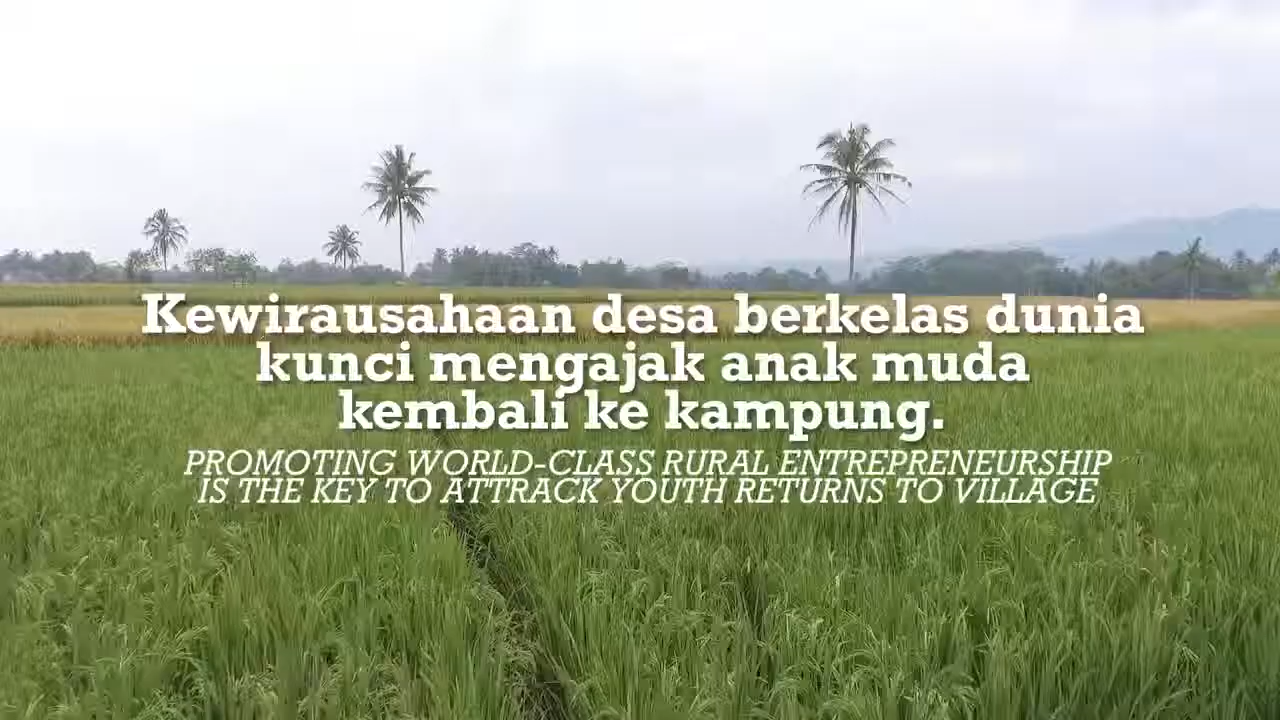 Kewirausahaan desa berkelas dunia
kunci mengajak anak muda
kembali ke kampung.
PROMOTING WORLD-CLASS RURAL ENTREPRENEURSHIP
IS THE KEY TO ATTRACK YOUTH RETURNS TO VILLAGE